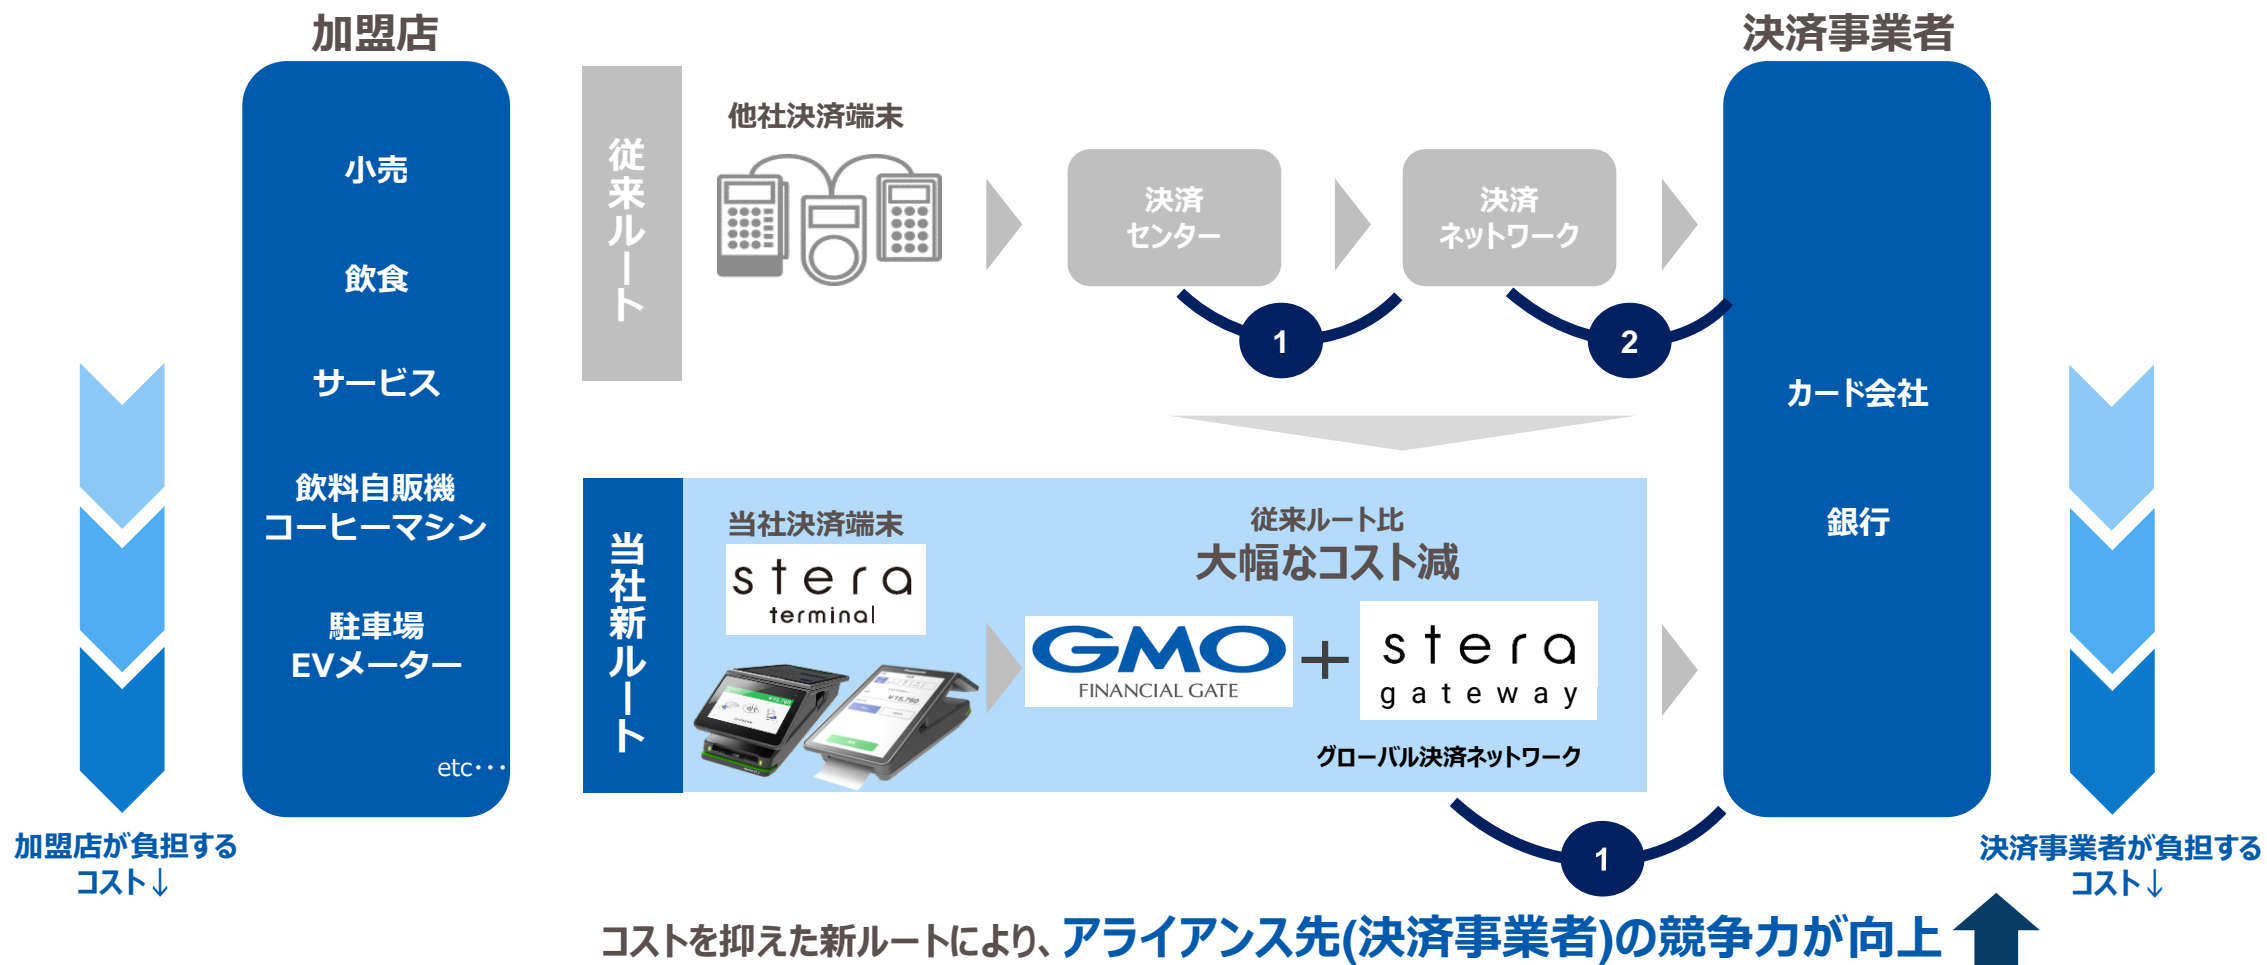 加盟店
小売
飲食
サービス
飲料自販機
コーヒーマシン
駐車場
EVメーター
etc･･･
加盟店が負担する
コスト↓
従来ルート
他社決済端末
決済
センター
決済
ネットワーク
1
2
当社新ルート
当社決済端末
stera
terminal
従来ルート比
大幅なコスト減
GMO
FINANCIAL GATE
+
stera
gateway
グローバル決済ネットワーク
1
決済事業者
カード会社
銀行
決済事業者が負担する
コスト↓
コストを抑えた新ルートにより、アライアンス先(決済事業者)の競争力が向上